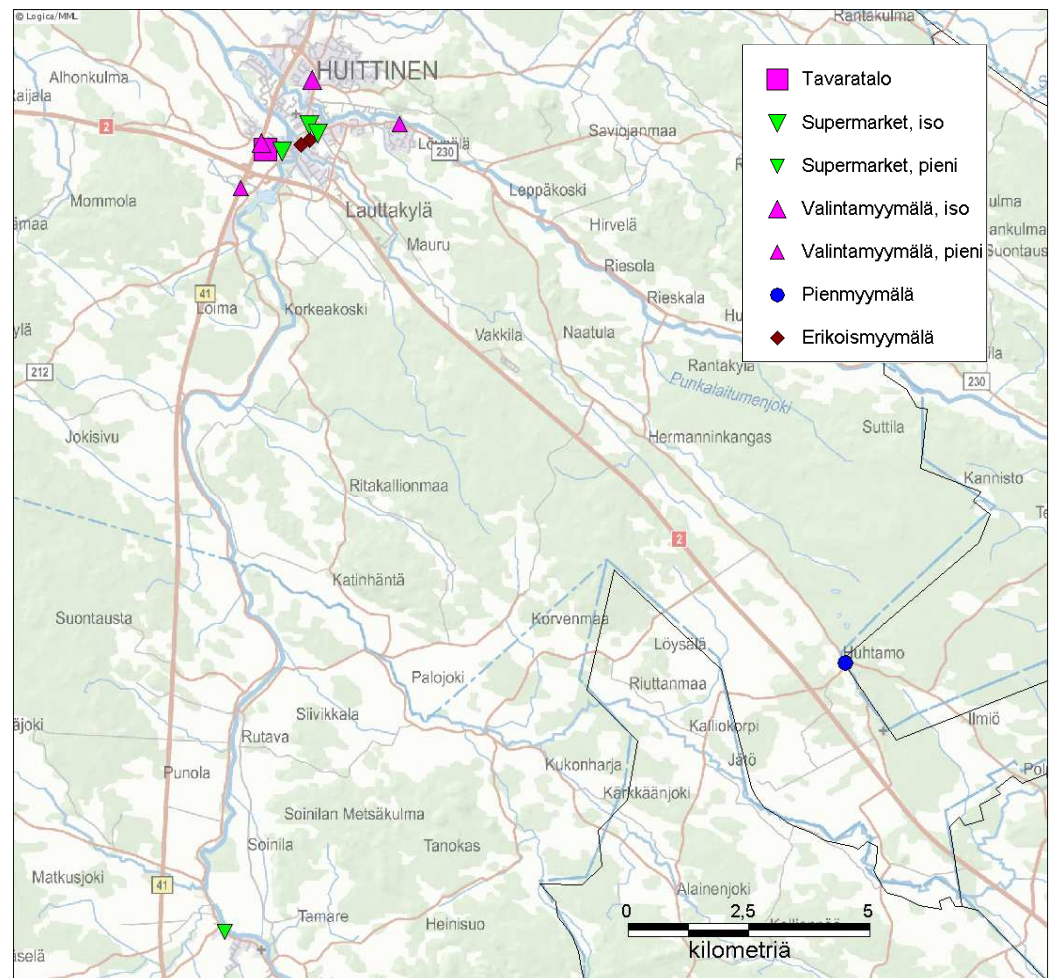 © Logica/MML
Rantakulma
HUITTINEN
Alhonkulma
Raijala
2
Löysälä
230
Saviojanmaa
Leppäkoski
Mommola
Lauttakylä
Hirvelä
Mauru
Riesola
41
Loima
Korkeakoski
Rieskala
Vakkila
Naatula
212
Rantakylä
Punkalaitumenjoki
230
Jokisivu
Hermanninkangas
Suttila
Kannisto
Ritakallionmaa
2
Katinhäntä
Suontausta
Korvenmaa
Löysälä
Huhtamo
Palojoki
Riuttanmaa
Siivikkala
Kalliokorpi
Ilmiö
Rutava
Jätö
Punola
Kukonharja
Kärkkäänjoki
Soinilan Metsäkulma
Soinila
Tanokas
Matkusjoki
41
Alainenjoki
Tamare
Heinisuo
Tavaratalo
Supermarket, iso
Supermarket, pieni
Valintamyymälä, iso
Valintamyymälä, pieni
Pienmyymälä
Erikoismyymälä
0 2,5 5
kilometriä